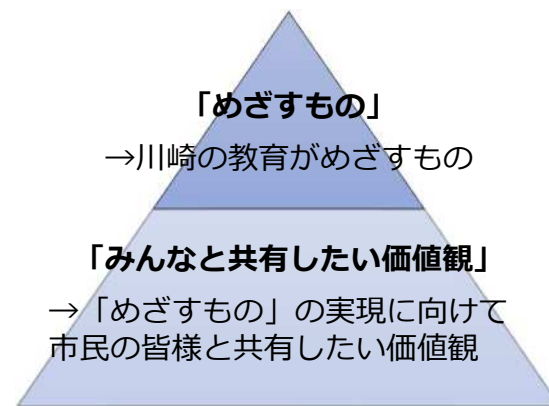 「めざすもの」
→川崎の教育がめざすもの
「みんなと共有したい価値観」
→「めざすもの」の実現に向けて
市民の皆様と共有したい価値観